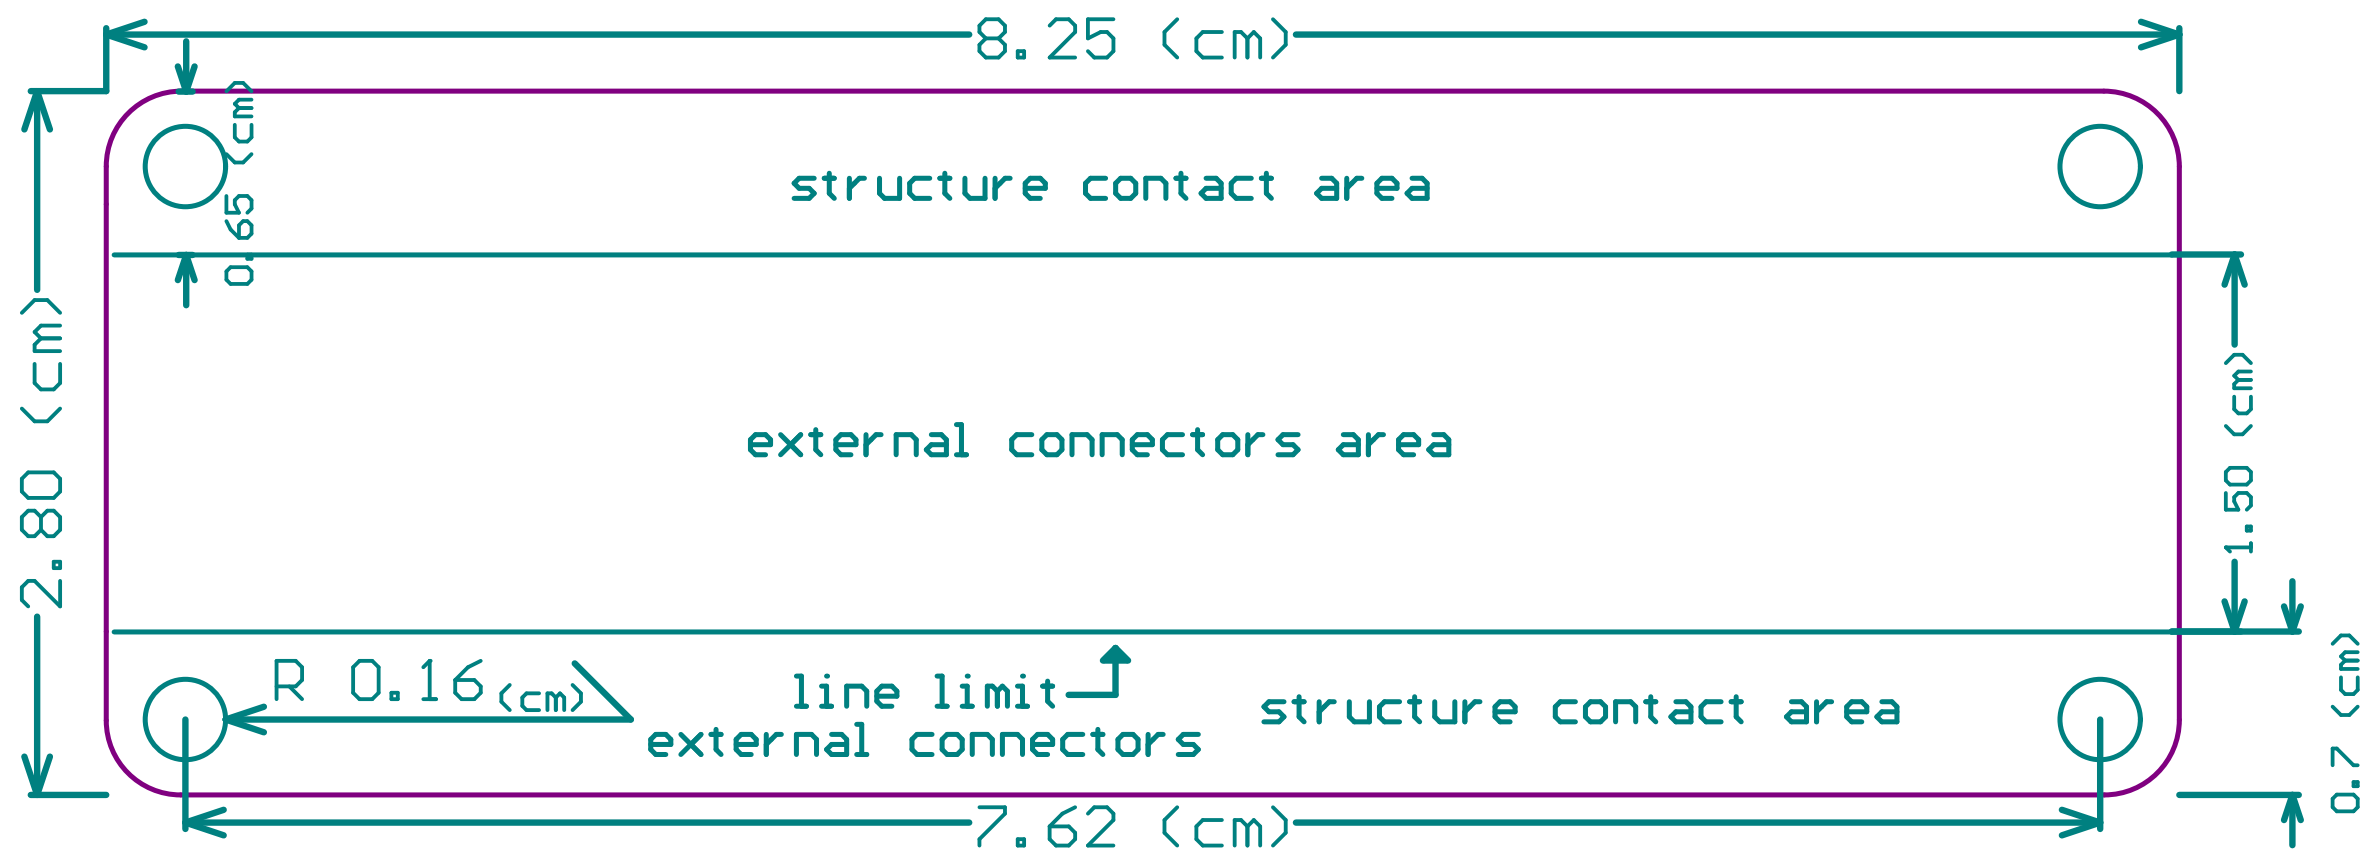 8.25 (cm)
0.65 (cm)
structure contact area
2.80 (cm)
external connectors area
1.50 (cm)
R 0.16(cm)
line limit
external connectors
structure contact area
0.7 (cm)
7.62 (cm)